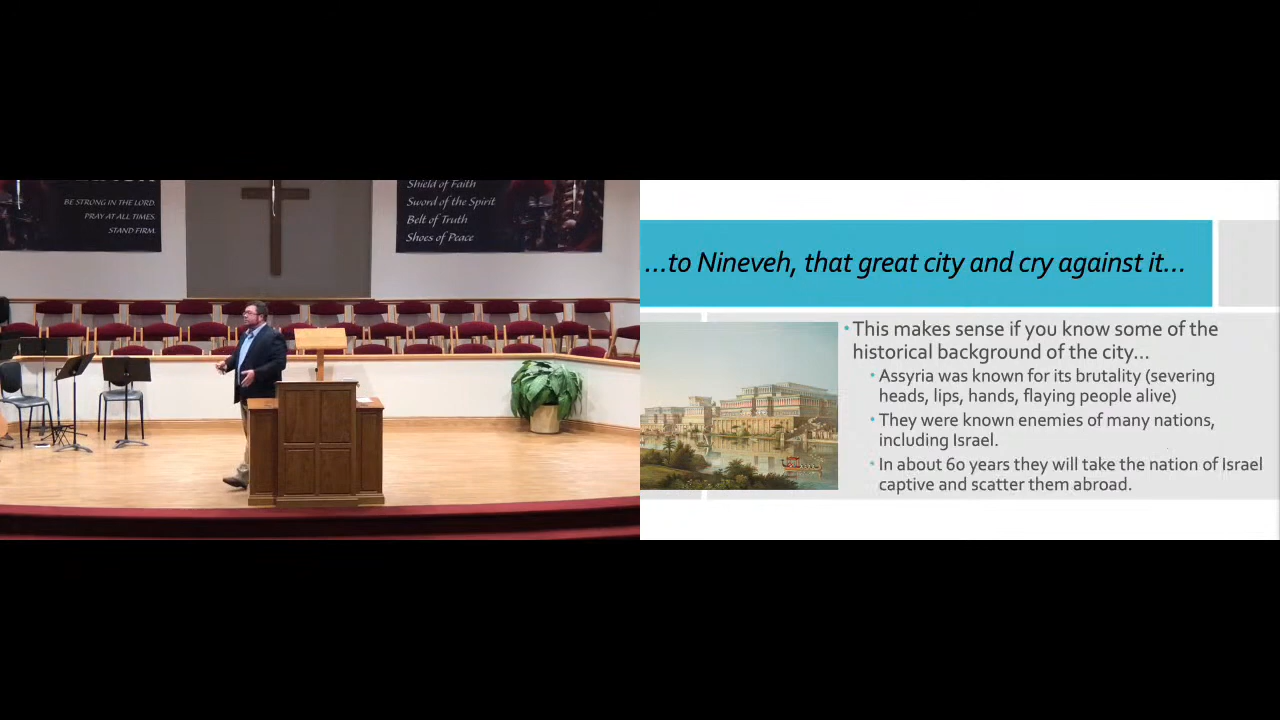 BE STRONG IN THE LORD.
PRAY AT ALL TIMES.
STAND FIRM.
Shield of Faith
Sword of the Spirit
Belt of Truth
Shoes of Peace
...to Nineveh, that great city and cry against it...
• This makes sense if you know some of the
historical background of the city...
• Assyria was known for its brutality (severing
heads, lips, hands, flaying people alive)
• They were known enemies of many nations,
including Israel.
• In about 60 years they will take the nation of Israel
captive and scatter them abroad.